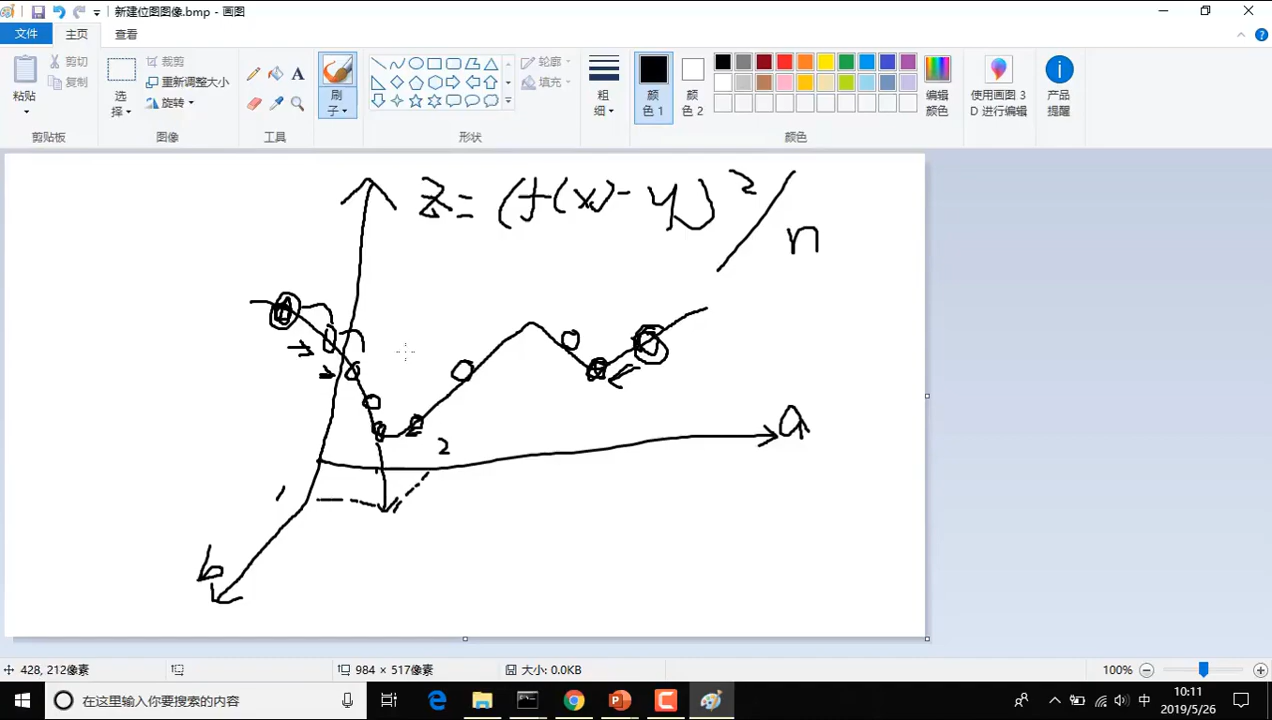 新建位图图像.bmp - 画图
文件 主页 查看
粘贴 剪切 复制 选择 裁剪 重新调整大小 旋转 A 刷子 轮廓 填充 粗细 颜色 1 颜色 2 编辑颜色 使用画图 3D 进行编辑 产品提醒
剪贴板 图像 工具 形状 颜色
z = (f(x) - y)² / n
a
2
1
b
428, 212像素 984 × 517像素 大小: 0.0KB 100%
在这里输入你要搜索的内容 中 10:11
2019/5/26